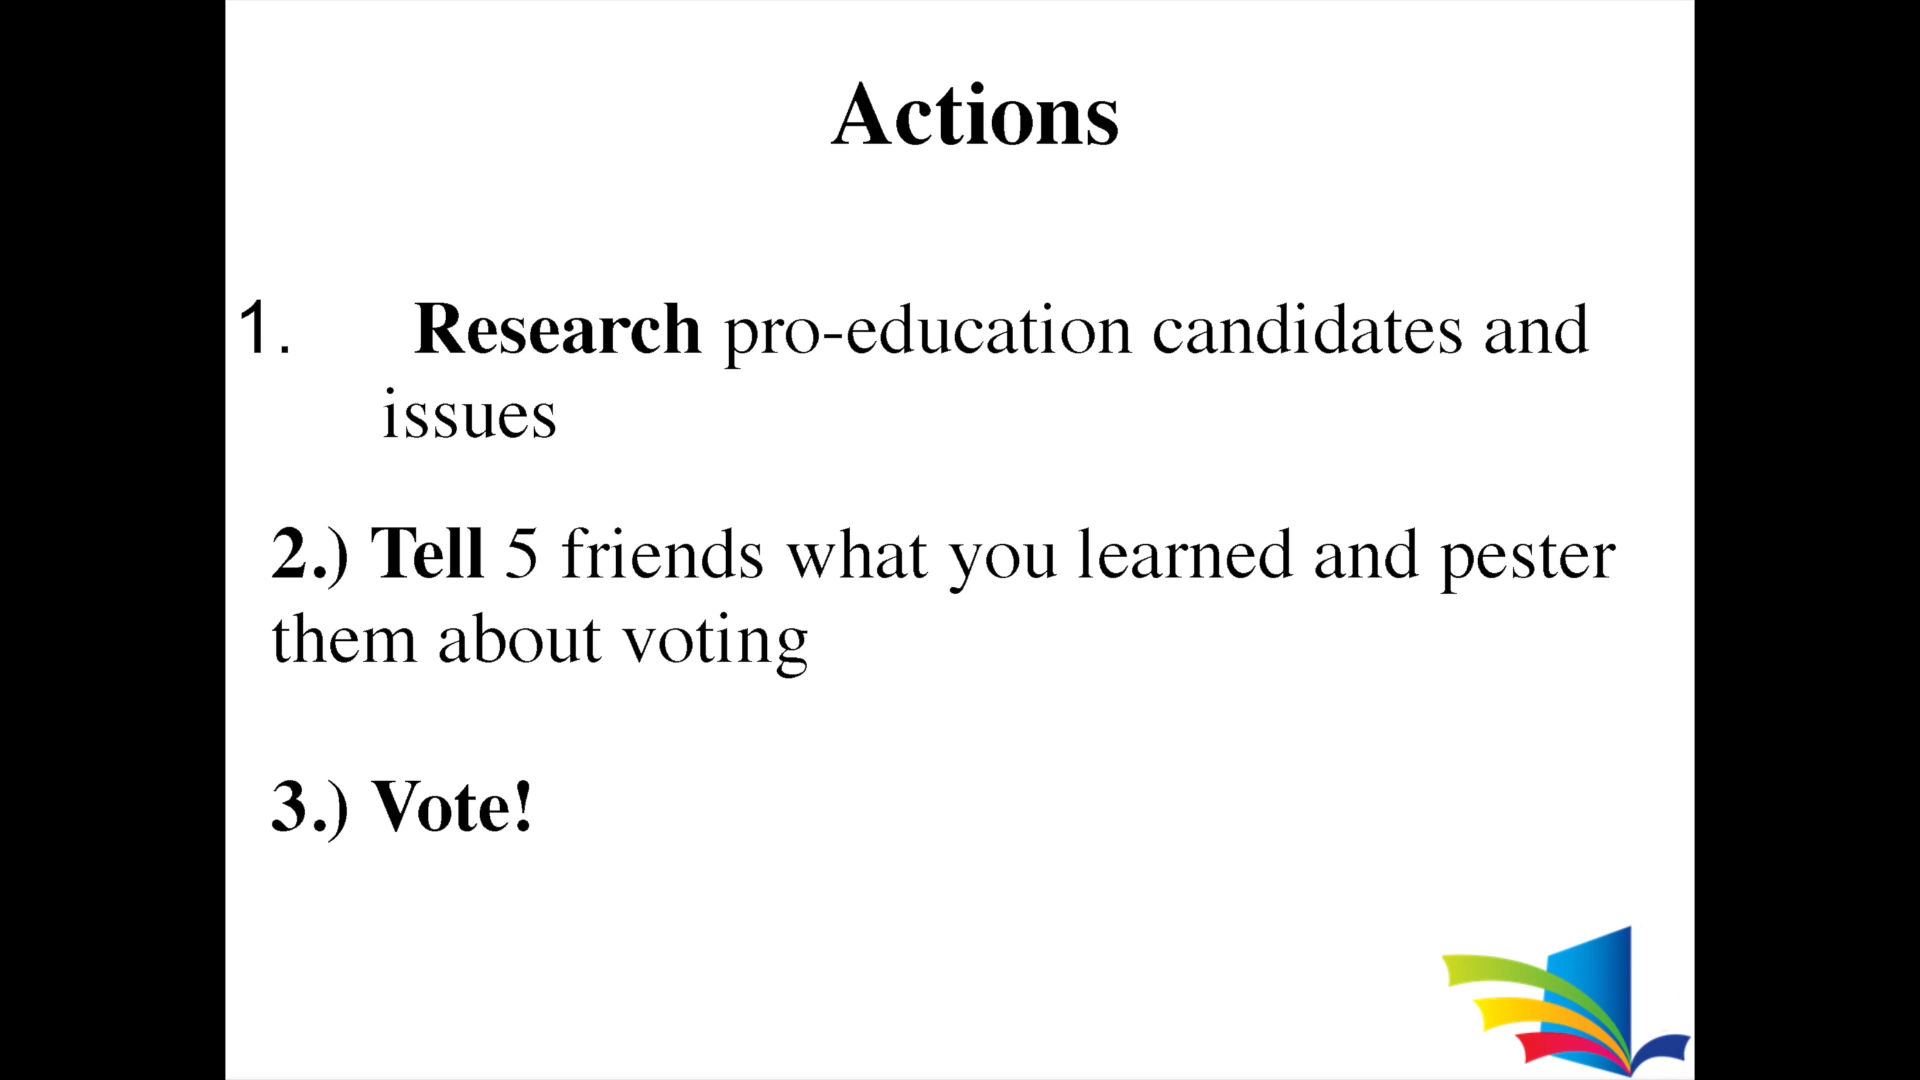 Actions
1. Research pro-education candidates and
issues
2.) Tell 5 friends what you learned and pester
them about voting
3.) Vote!